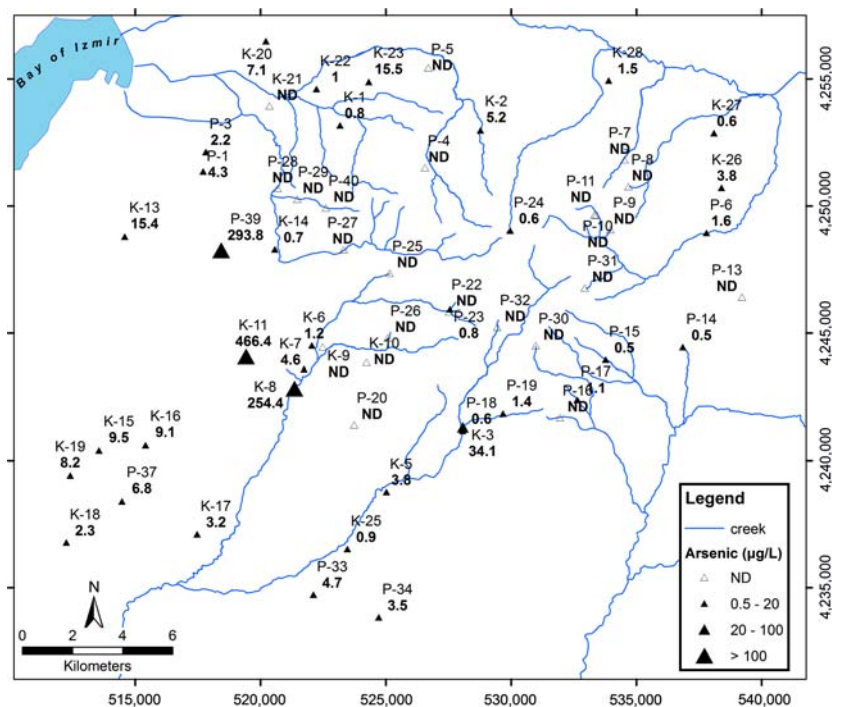 Bay of Izmir
K-20
7.1
K-22
1
K-23
15.5
P-5
ND
K-28
1.5
K-21
ND
K-1
0.8
K-2
5.2
K-27
0.6
P-3
2.2
P-1
4.3
P-28
ND
P-29
ND
P-40
ND
P-4
ND
P-7
ND
P-8
ND
K-26
3.8
P-11
ND
P-9
ND
P-6
1.6
K-13
15.4
P-39
293.8
K-14
0.7
P-27
ND
P-24
0.6
P-10
ND
P-25
ND
P-31
ND
P-13
ND
P-22
ND
P-23
0.8
P-32
ND
P-30
ND
P-26
ND
K-6
1.2
K-11
466.4
K-7
4.6
K-9
ND
K-10
ND
P-15
0.5
P-14
0.5
K-8
254.4
P-20
ND
P-17
1.1
P-16
ND
P-19
1.4
P-18
0.6
K-3
34.1
K-15
9.5
K-16
9.1
K-19
8.2
P-37
6.8
K-18
2.3
K-17
3.2
K-5
3.8
K-25
0.9
P-33
4.7
P-34
3.5
N
0 2 4 6
Kilometers
Legend
creek
Arsenic (µg/L)
ND
0.5 - 20
20 - 100
> 100
4,255,000
4,250,000
4,245,000
4,240,000
4,235,000
515,000 520,000 525,000 530,000 535,000 540,000